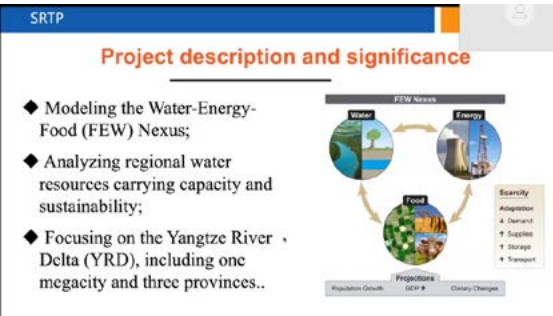 SRTP
Project description and significance
◆ Modeling the Water-Energy-
Food (FEW) Nexus;
◆ Analyzing regional water
resources carrying capacity and
sustainability;
◆ Focusing on the Yangtze River
Delta (YRD), including one
megacity and three provinces..
FEW Nexus
Water
Energy
Food
Scarcity
Adaptation
↓ Demand
↑ Supplies
↑ Storage
↑ Transport
Projections
Population Growth GDP ↑ Dietary Changes